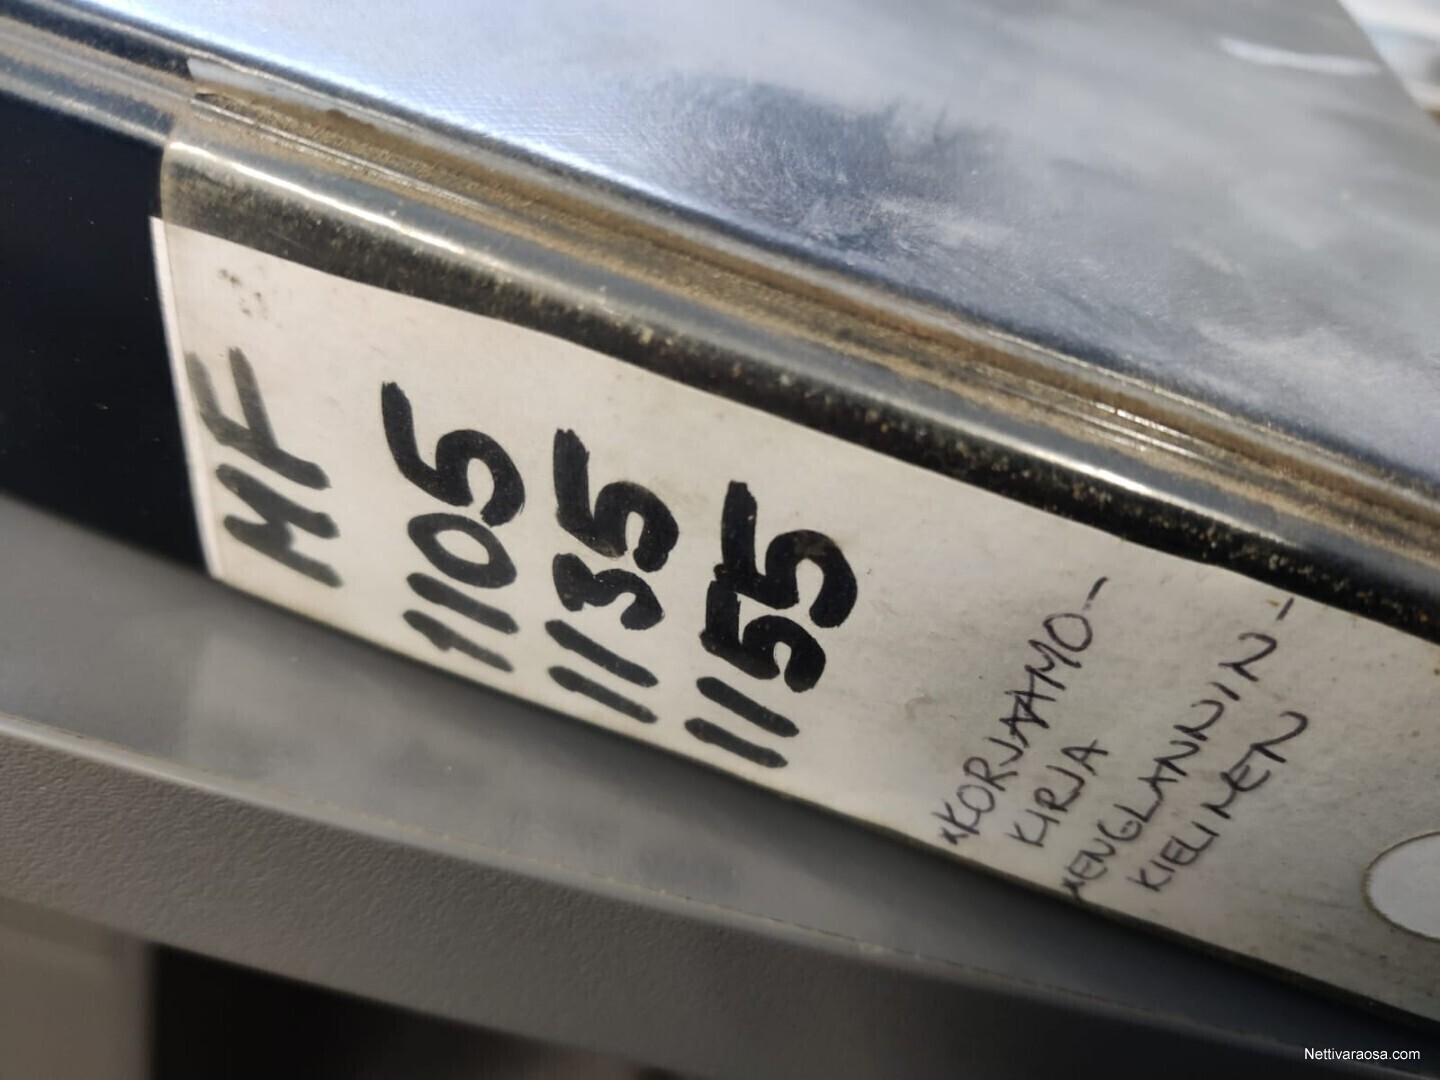 MF
1105
1135
1155
*KORJAAMO-
KIRJA
*ENGLANNIN-
KIELINEN
Nettivaraosa.com